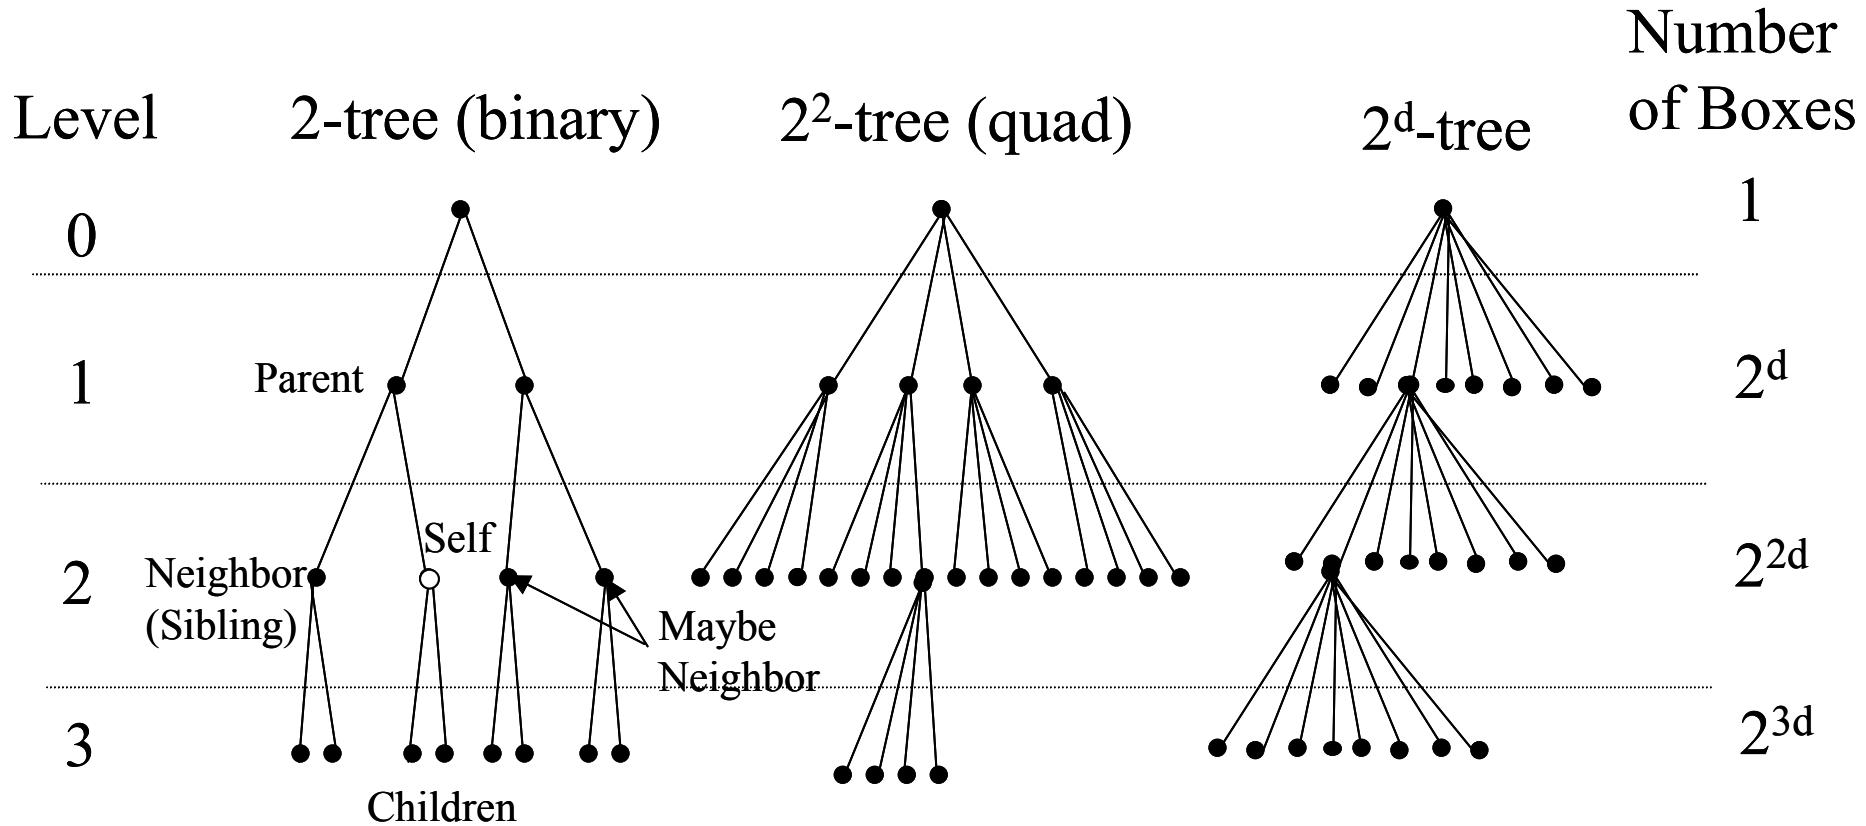 Level
2-tree (binary)
2²-tree (quad)
2ᵈ-tree
Number
of Boxes
0
1
1
Parent
2ᵈ
2
Neighbor
(Sibling)
Self
Maybe
Neighbor
2²ᵈ
3
Children
2³ᵈ